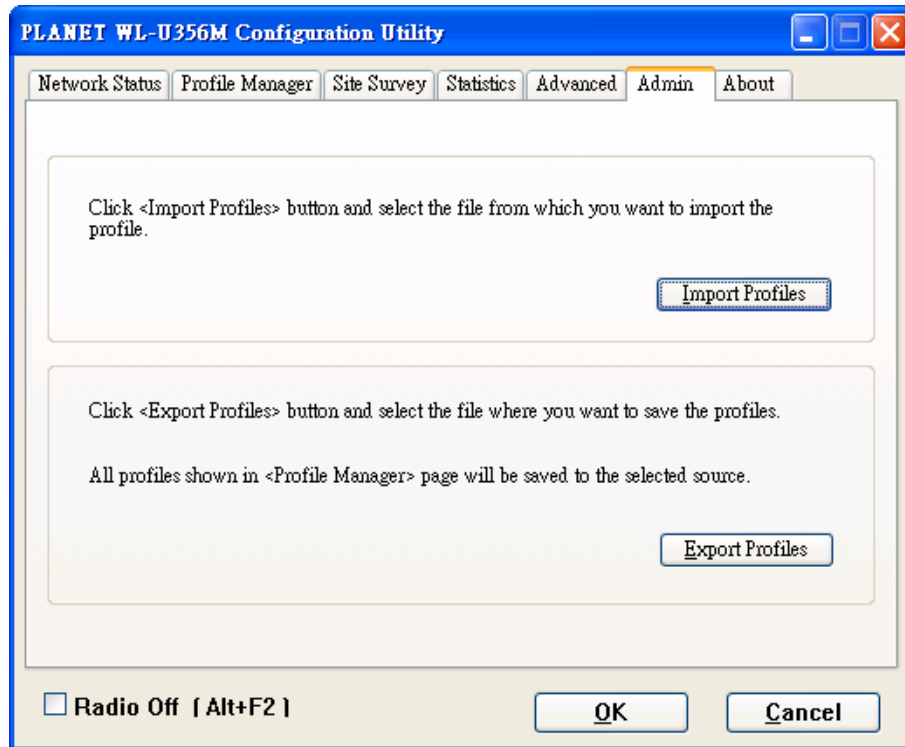 PLANET WL-U356M Configuration Utility
Network Status Profile Manager Site Survey Statistics Advanced Admin About
Click <Import Profiles> button and select the file from which you want to import the
profile.
Import Profiles
Click <Export Profiles> button and select the file where you want to save the profiles.
All profiles shown in <Profile Manager> page will be saved to the selected source.
Export Profiles
Radio Off [ Alt+F2 ]
OK Cancel